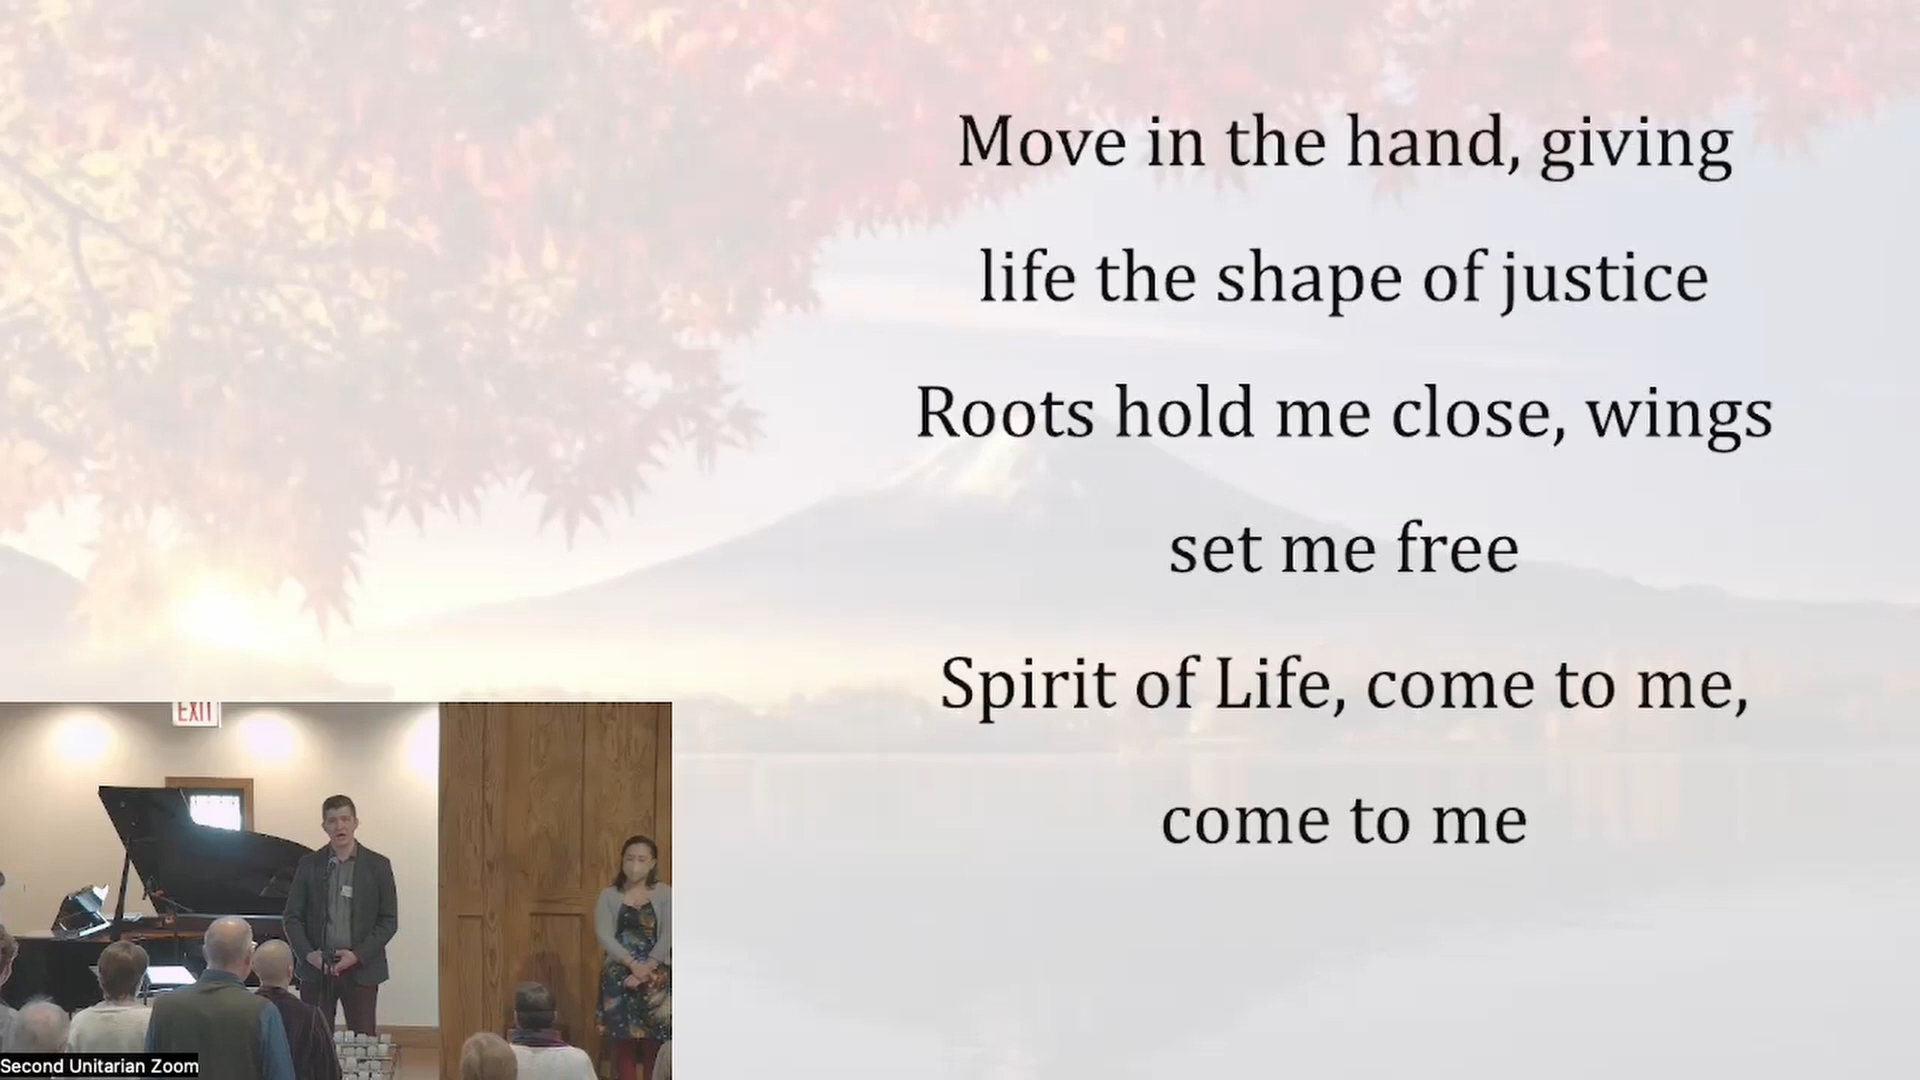 Move in the hand, giving
life the shape of justice
Roots hold me close, wings
set me free
Spirit of Life, come to me,
come to me
EXIT
Second Unitarian Zoom